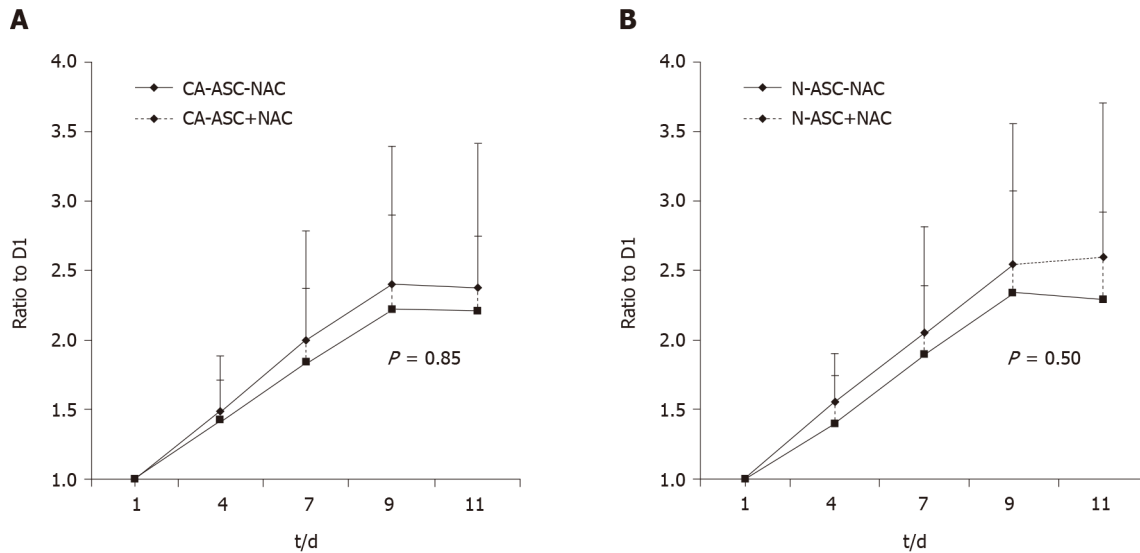 A
4.0
3.5
3.0
2.5
2.0
1.5
1.0
Ratio to D1
CA-ASC-NAC
CA-ASC+NAC
P = 0.85
1 4 7 9 11
t/d
B
4.0
3.5
3.0
2.5
2.0
1.5
1.0
Ratio to D1
N-ASC-NAC
N-ASC+NAC
P = 0.50
1 4 7 9 11
t/d